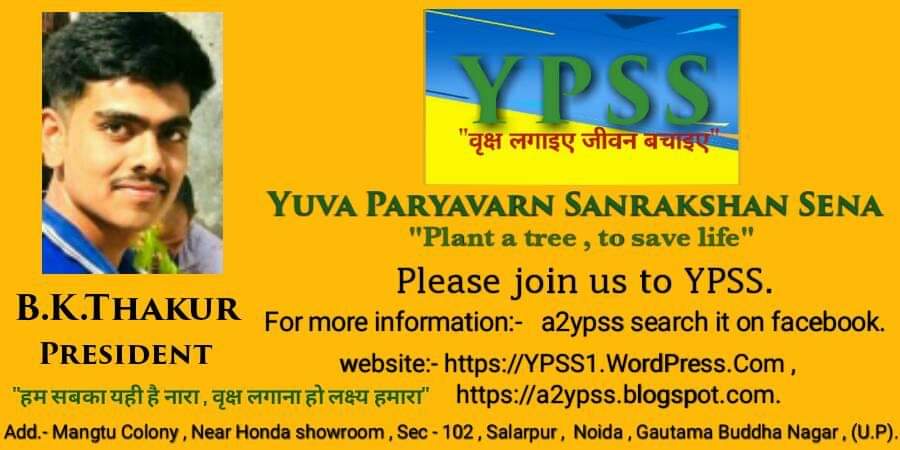 YPSS
"वृक्ष लगाइए जीवन बचाइए"
YUVA PARYAVARN SANRAKSHAN SENA
"Plant a tree , to save life"
Please join us to YPSS.
B.K.THAKUR
PRESIDENT
For more information:- a2ypss search it on facebook.
website:- https://YPSS1.WordPress.Com ,
https://a2ypss.blogspot.com.
"हम सबका यही है नारा , वृक्ष लगाना हो लक्ष्य हमारा"
Add.- Mangtu Colony , Near Honda showroom , Sec - 102 , Salarpur , Noida , Gautama Buddha Nagar , (U.P).